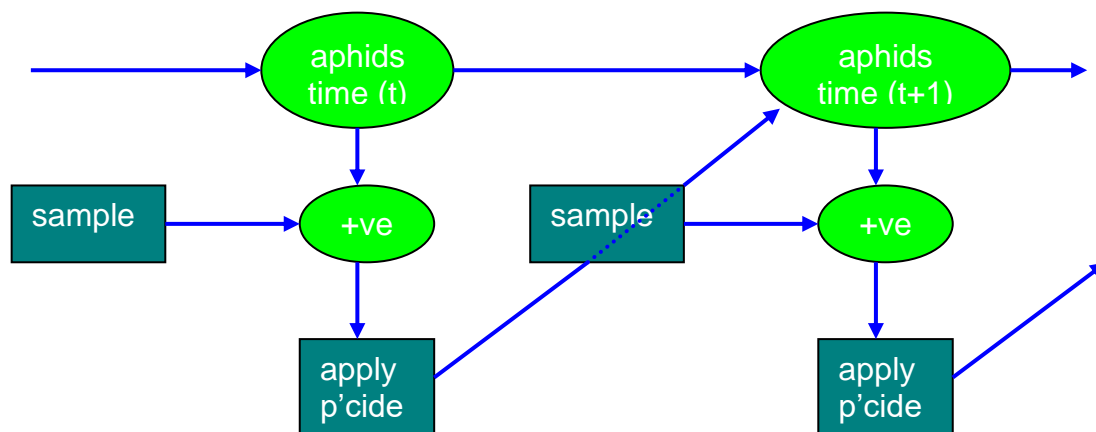 aphids
time (t)
aphids
time (t+1)
sample
+ve
sample
+ve
apply
p'cide
apply
p'cide